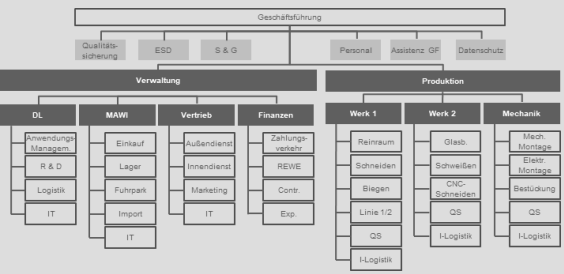 Geschäftsführung
Qualitäts-
sicherung
ESD
S & G
Personal
Assistenz GF
Datenschutz
Verwaltung
Produktion
DL
MAWI
Vertrieb
Finanzen
Werk 1
Werk 2
Mechanik
Anwendungs-
Managem.
R & D
Logistik
IT
Einkauf
Lager
Fuhrpark
Import
IT
Außendienst
Innendienst
Marketing
IT
Zahlungs-
verkehr
REWE
Contr.
Exp.
Reinraum
Schneiden
Biegen
Linie 1/2
QS
I-Logistik
Glasb.
Schweißen
CNC-
Schneiden
QS
I-Logistik
Mech.
Montage
Elektr.
Montage
Bestückung
QS
I-Logistik